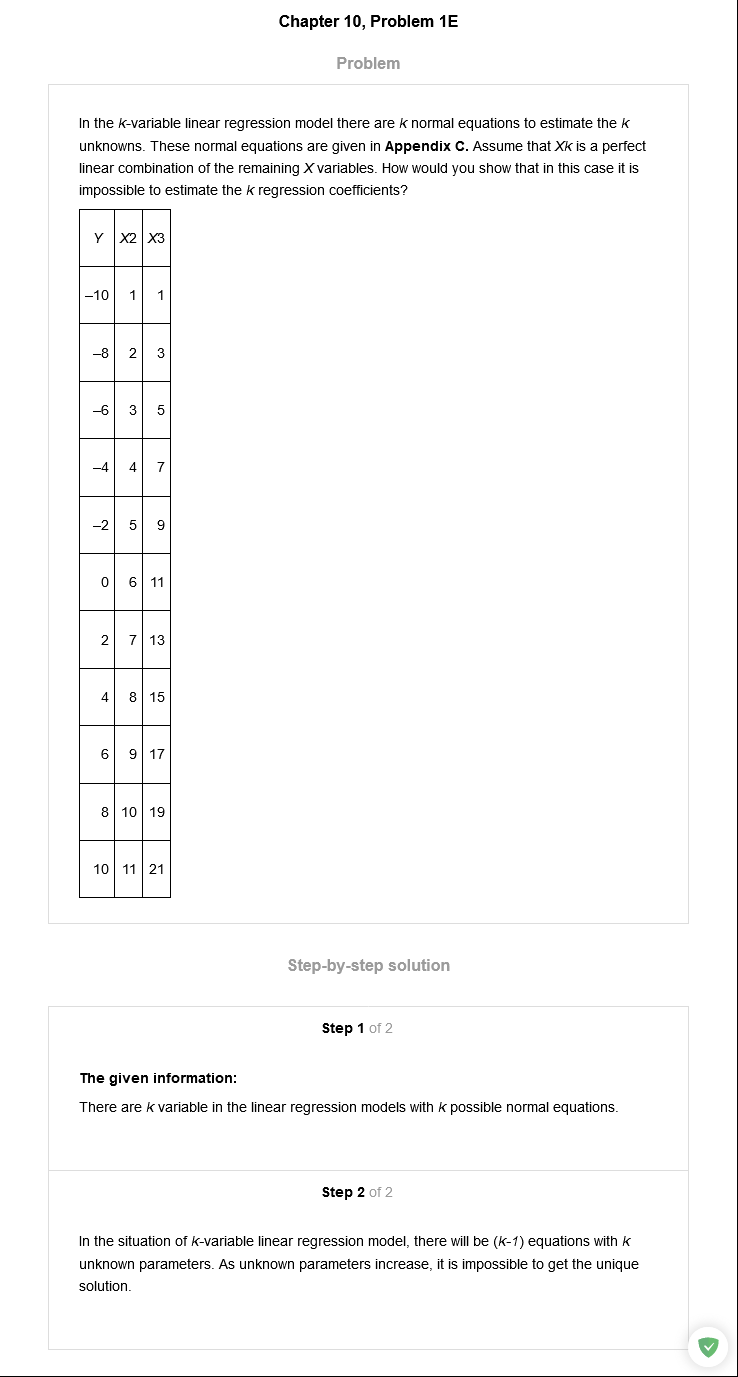 Chapter 10, Problem 1E
Problem
In the k-variable linear regression model there are k normal equations to estimate the k
unknowns. These normal equations are given in Appendix C. Assume that Xk is a perfect
linear combination of the remaining X variables. How would you show that in this case it is
impossible to estimate the k regression coefficients?
Y X2 X3
–10 1 1
–8 2 3
–6 3 5
–4 4 7
–2 5 9
0 6 11
2 7 13
4 8 15
6 9 17
8 10 19
10 11 21
Step-by-step solution
Step 1 of 2
The given information:
There are k variable in the linear regression models with k possible normal equations.
Step 2 of 2
In the situation of k-variable linear regression model, there will be (k-1) equations with k
unknown parameters. As unknown parameters increase, it is impossible to get the unique
solution.